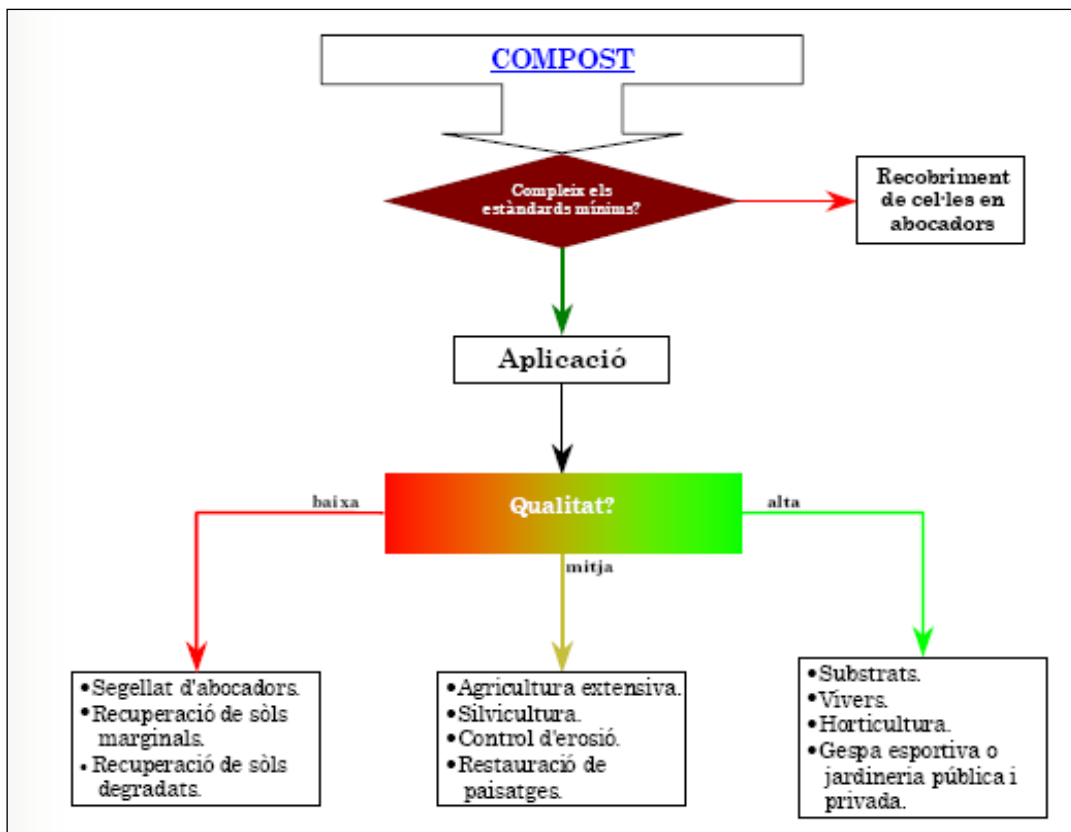 COMPOST
Compleix els
estàndards mínims?
Recobriment
de cel·les en
abocadors
Aplicació
Qualitat?
baixa
alta
mitja
•Segellat d'abocadors.
•Recuperació de sòls
marginals.
•Recuperació de sòls
degradats.
•Agricultura extensiva.
•Silvicultura.
•Control d'erosió.
•Restauració de
paisatges.
•Substrats.
•Vivers.
•Horticultura.
•Gespa esportiva o
jardineria pública i
privada.